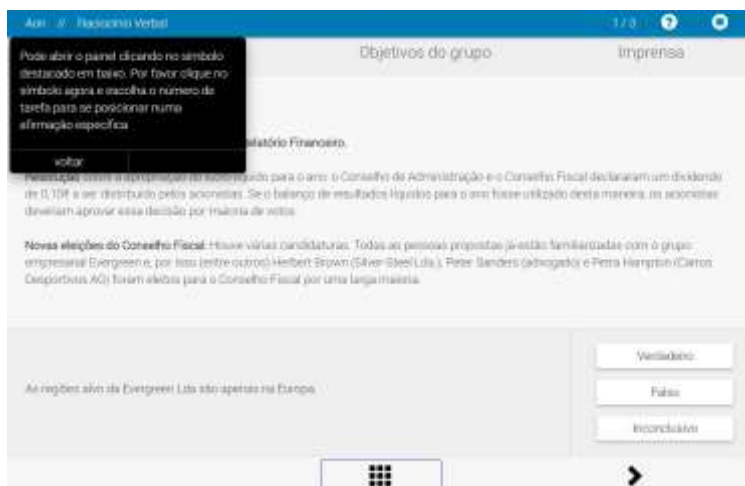 Aon // Raciocínio Verbal
1 / 3
Objetivos do grupo
Imprensa
Pode abrir o painel clicando no símbolo
destacado em baixo. Por favor clique no
símbolo agora e escolha o número da
tarefa para se posicionar numa
afirmação específica
voltar
Relatório Financeiro.
líquido para o ano: o Conselho de Administração e o Conselho Fiscal declararam um dividendo
de 0,10€ a ser distribuído pelos acionistas. Se o balanço de resultados líquidos para o ano fosse utilizado desta maneira, os acionistas
deveriam aprovar essa decisão por maioria de votos.
Novas eleições do Conselho Fiscal: Houve várias candidaturas. Todas as pessoas propostas já estão familiarizadas com o grupo
empresarial Evergreen e, por isso (entre outros) Herbert Brown (Silver Steel Lda.), Peter Sanders (advogado) e Petra Hampton (Carros
Desportivos AG) foram eleitos para o Conselho Fiscal por uma larga maioria.
As regiões alvo da Evergreen Lda são apenas na Europa.
Verdadeiro
Falso
Inconclusivo